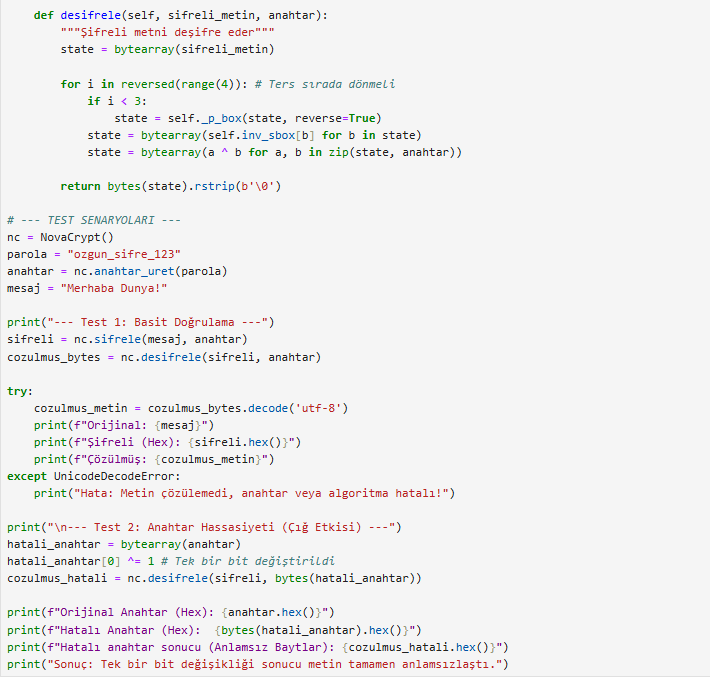 def desifrele(self, sifreli_metin, anahtar):
"""Şifreli metni deşifre eder"""
state = bytearray(sifreli_metin)
for i in reversed(range(4)): # Ters sırada dönmeli
if i < 3:
state = self._p_box(state, reverse=True)
state = bytearray(self.inv_sbox[b] for b in state)
state = bytearray(a ^ b for a, b in zip(state, anahtar))
return bytes(state).rstrip(b'\0')
# --- TEST SENARYOLARI ---
nc = NovaCrypt()
parola = "ozgun_sifre_123"
anahtar = nc.anahtar_uret(parola)
mesaj = "Merhaba Dunya!"
print("--- Test 1: Basit Doğrulama ---")
sifreli = nc.sifrele(mesaj, anahtar)
cozulmus_bytes = nc.desifrele(sifreli, anahtar)
try:
cozulmus_metin = cozulmus_bytes.decode('utf-8')
print(f"Orijinal: {mesaj}")
print(f"Şifreli (Hex): {sifreli.hex()}")
print(f"Çözülmüş: {cozulmus_metin}")
except UnicodeDecodeError:
print("Hata: Metin çözülemedi, anahtar veya algoritma hatalı!")
print("\n--- Test 2: Anahtar Hassasiyeti (Çığ Etkisi) ---")
hatali_anahtar = bytearray(anahtar)
hatali_anahtar[0] ^= 1 # Tek bir bit değiştirildi
cozulmus_hatali = nc.desifrele(sifreli, bytes(hatali_anahtar))
print(f"Orijinal Anahtar (Hex): {anahtar.hex()}")
print(f"Hatalı Anahtar (Hex):  {bytes(hatali_anahtar).hex()}")
print(f"Hatalı anahtar sonucu (Anlamsız Baytlar): {cozulmus_hatali.hex()}")
print("Sonuç: Tek bir bit değişikliği sonucu metin tamamen anlamsızlaştı.")